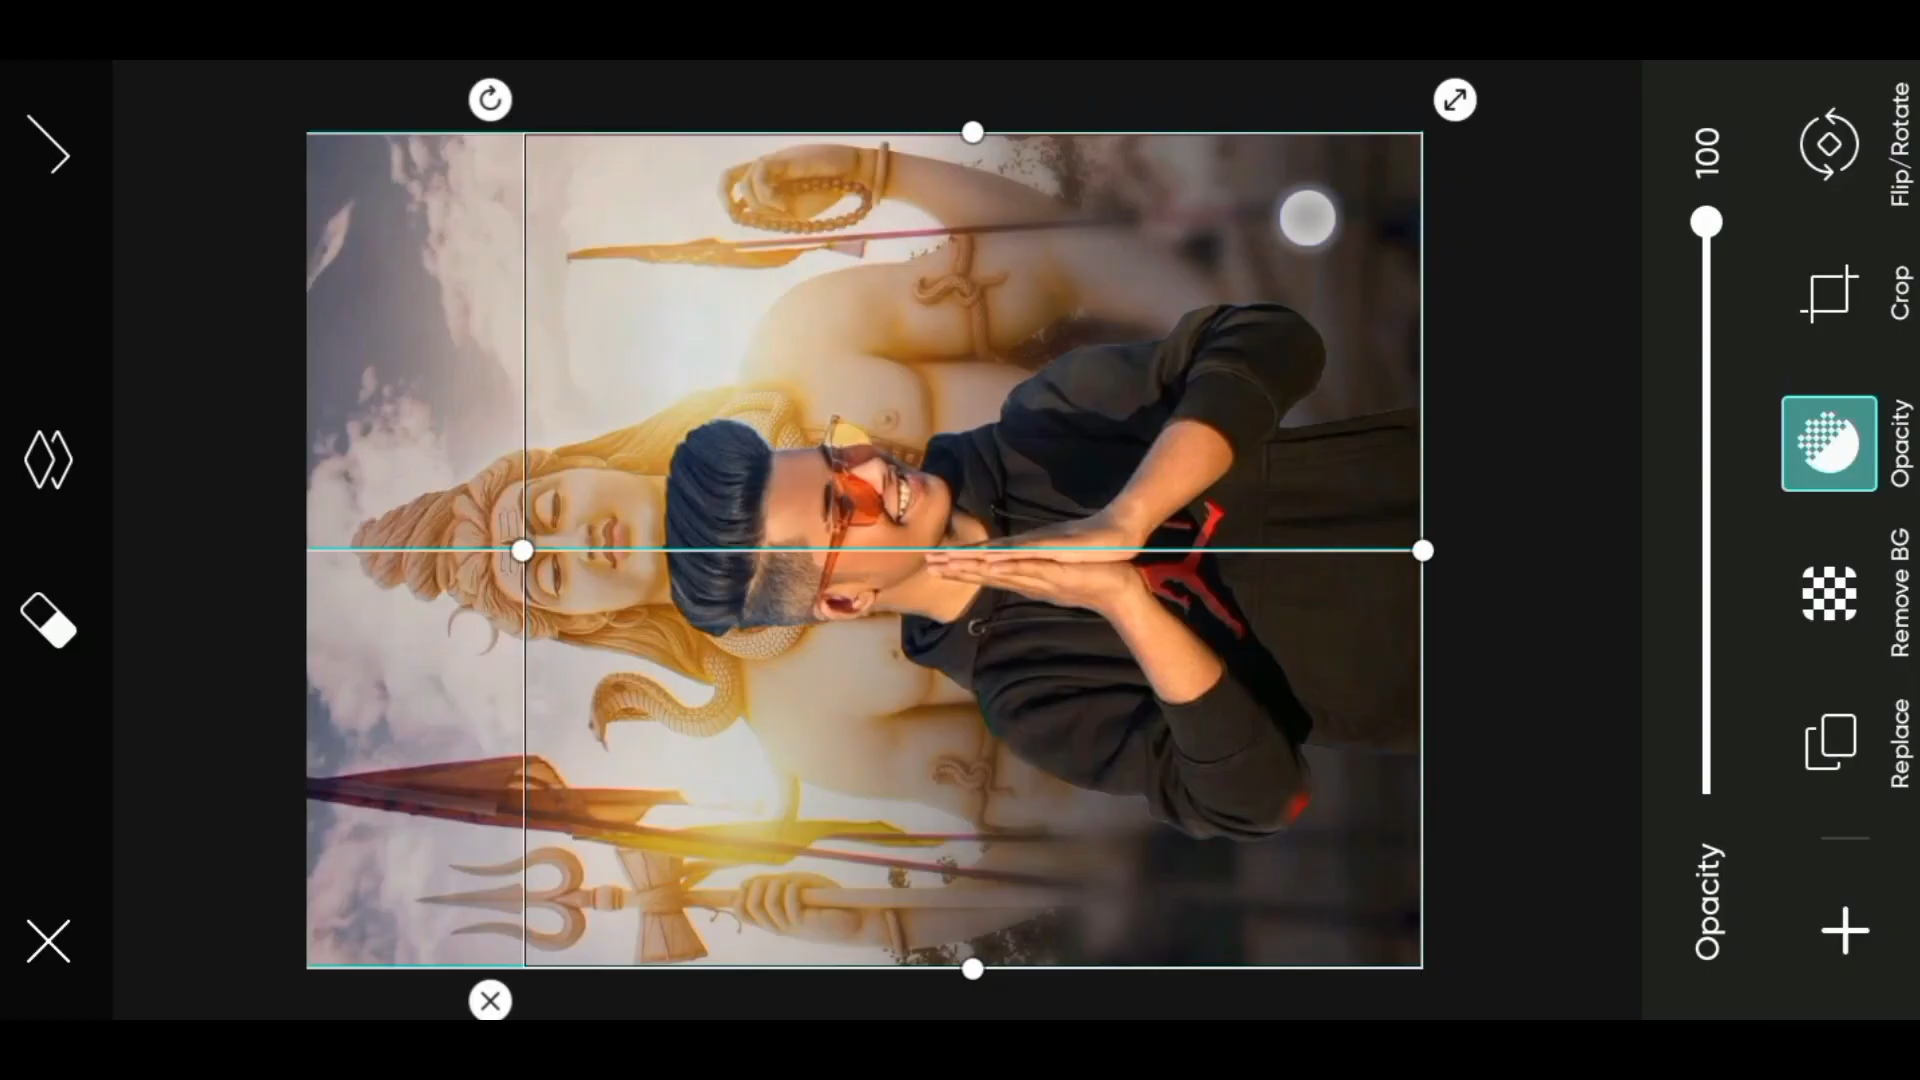 Opacity
100
Replace
Remove BG
Opacity
Crop
Flip/Rotate